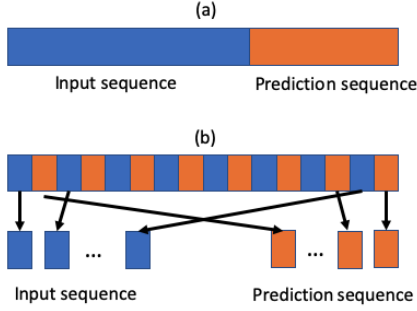 (a)
Input sequence Prediction sequence
(b)
... ...
Input sequence Prediction sequence